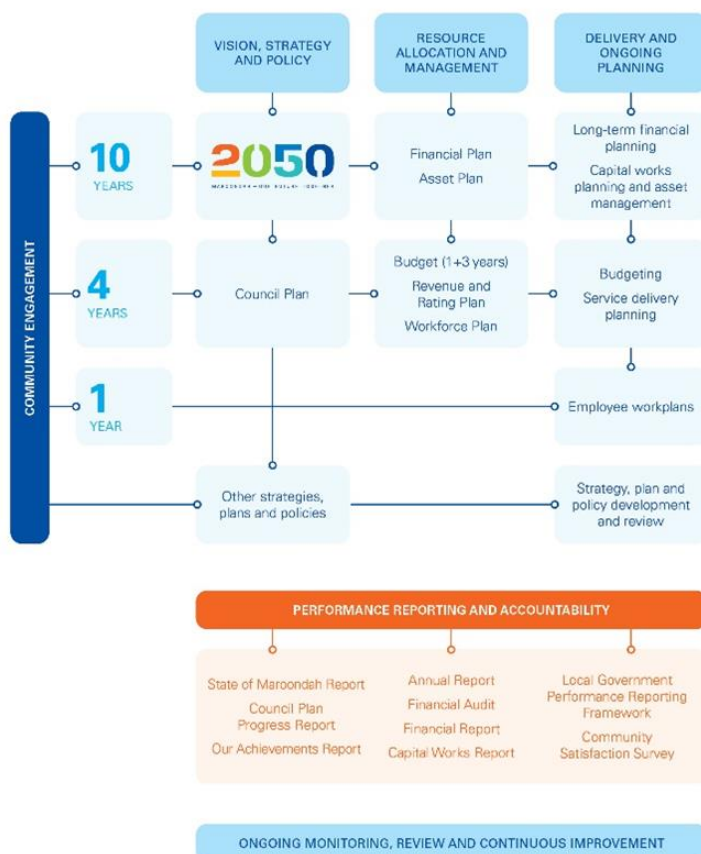 VISION, STRATEGY
AND POLICY
RESOURCE
ALLOCATION AND
MANAGEMENT
DELIVERY AND
ONGOING
PLANNING
COMMUNITY ENGAGEMENT
10
YEARS
2050
Financial Plan
Asset Plan
Long-term financial
planning
Capital works
planning and asset
management
4
YEARS
Council Plan
Budget (1+3 years)
Revenue and
Rating Plan
Workforce Plan
Budgeting
Service delivery
planning
1
YEAR
Employee workplans
Other strategies,
plans and policies
Strategy, plan and
policy development
and review
PERFORMANCE REPORTING AND ACCOUNTABILITY
State of Maroondah Report
Council Plan
Progress Report
Our Achievements Report
Annual Report
Financial Audit
Financial Report
Capital Works Report
Local Government
Performance Reporting
Framework
Community
Satisfaction Survey
ONGOING MONITORING, REVIEW AND CONTINUOUS IMPROVEMENT